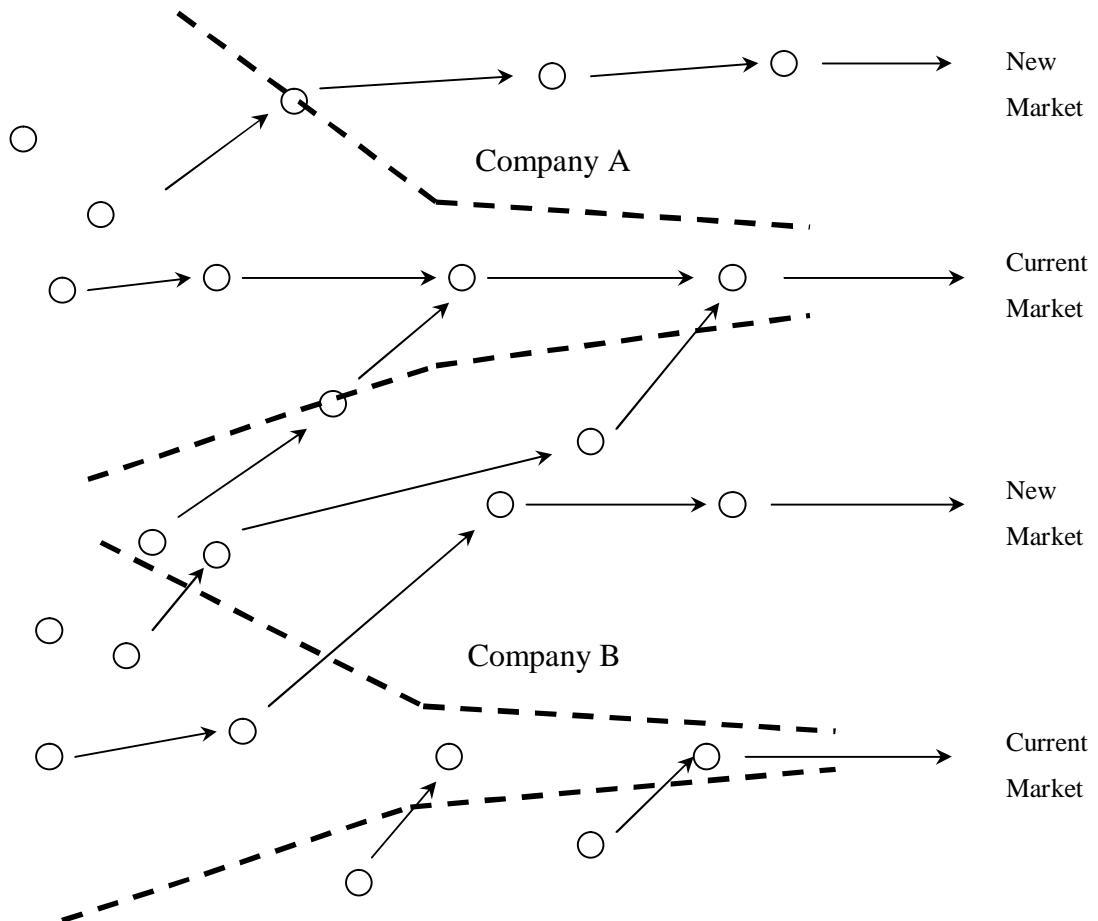 New
Market
Company A
Current
Market
New
Market
Company B
Current
Market